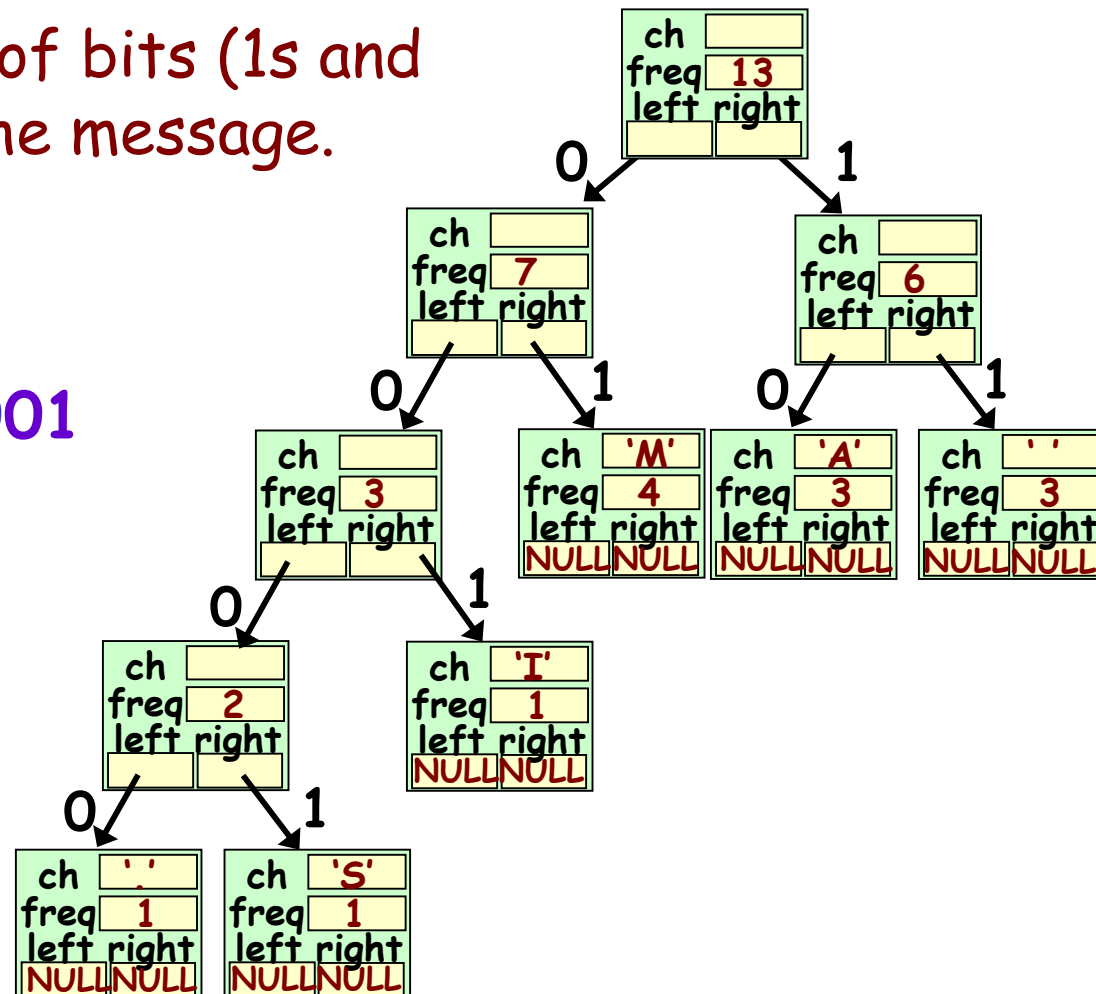 of bits (1s and
ne message.
001
ch
freq 13
left right
0 1
ch
freq 7
left right
ch
freq 6
left right
0 1 0 1
ch
freq 3
left right
ch 'M'
freq 4
left right
NULL NULL
ch 'A'
freq 3
left right
NULL NULL
ch ' '
freq 3
left right
NULL NULL
0 1
ch
freq 2
left right
ch 'I'
freq 1
left right
NULL NULL
0 1
ch '.'
freq 1
left right
NULL NULL
ch 'S'
freq 1
left right
NULL NULL